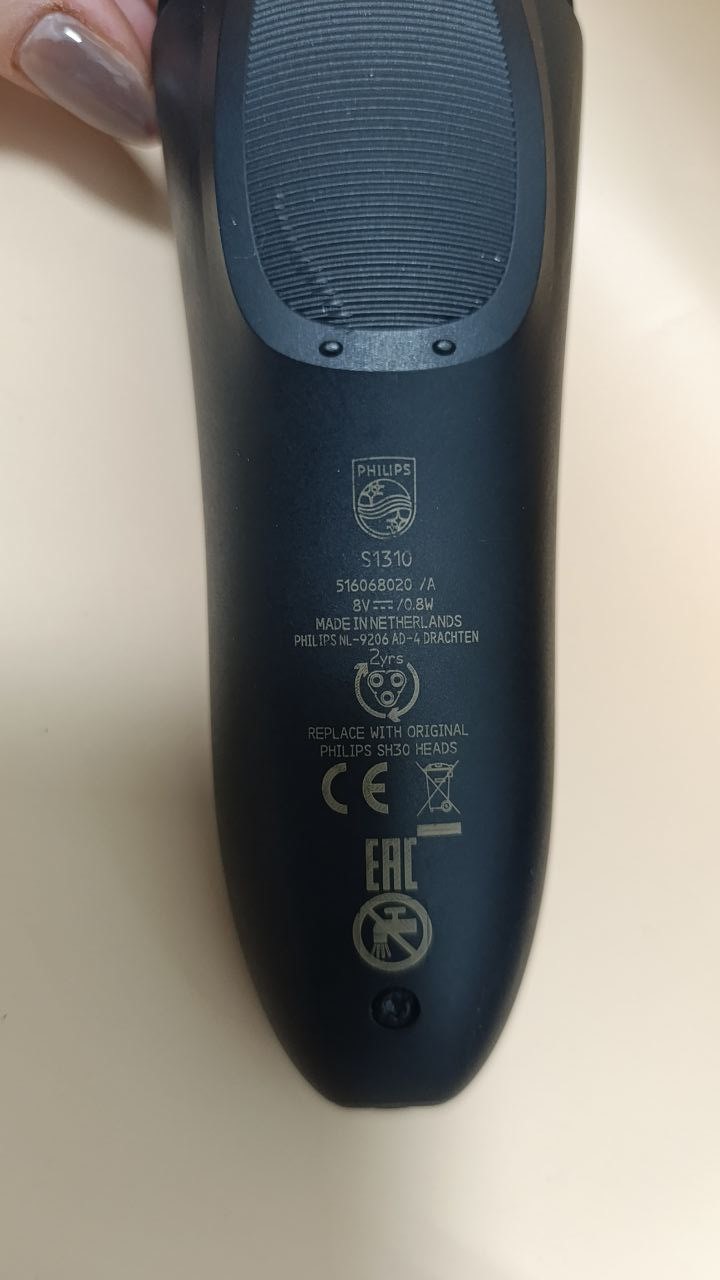 PHILIPS
S1310
516068020 /A
8V⎓/0.8W
MADE IN NETHERLANDS
PHILIPS NL-9206 AD-4 DRACHTEN
2yrs
REPLACE WITH ORIGINAL
PHILIPS SH30 HEADS
CE
EAC